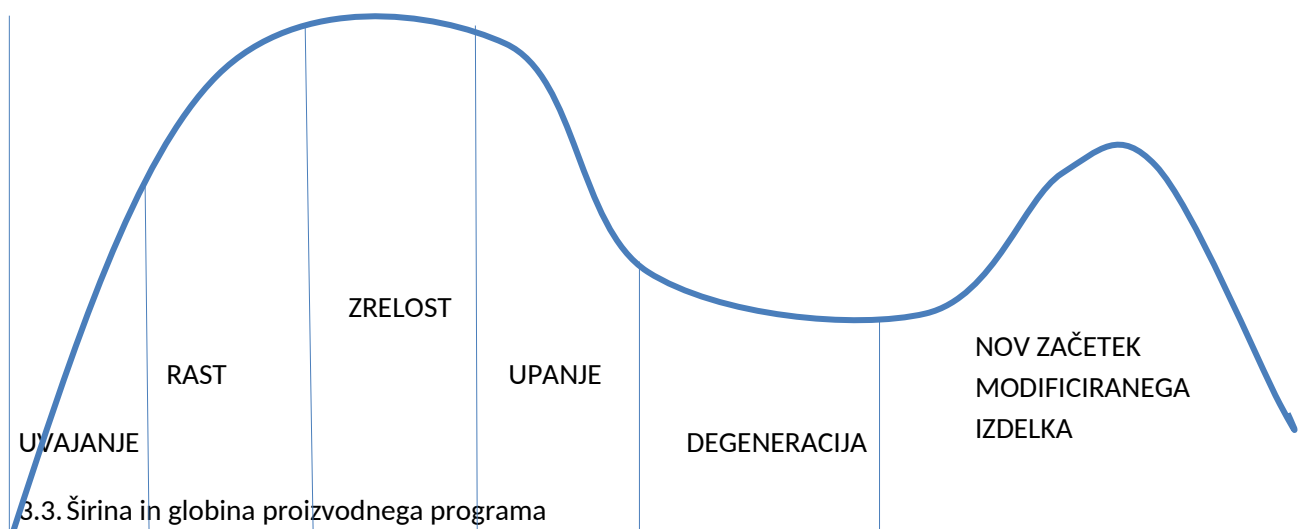 ZRELOST
NOV ZAČETEK
MODIFICIRANEGA
IZDELKA
RAST
UPANJE
UVAJANJE
DEGENERACIJA
3.3. Širina in globina proizvodnega programa